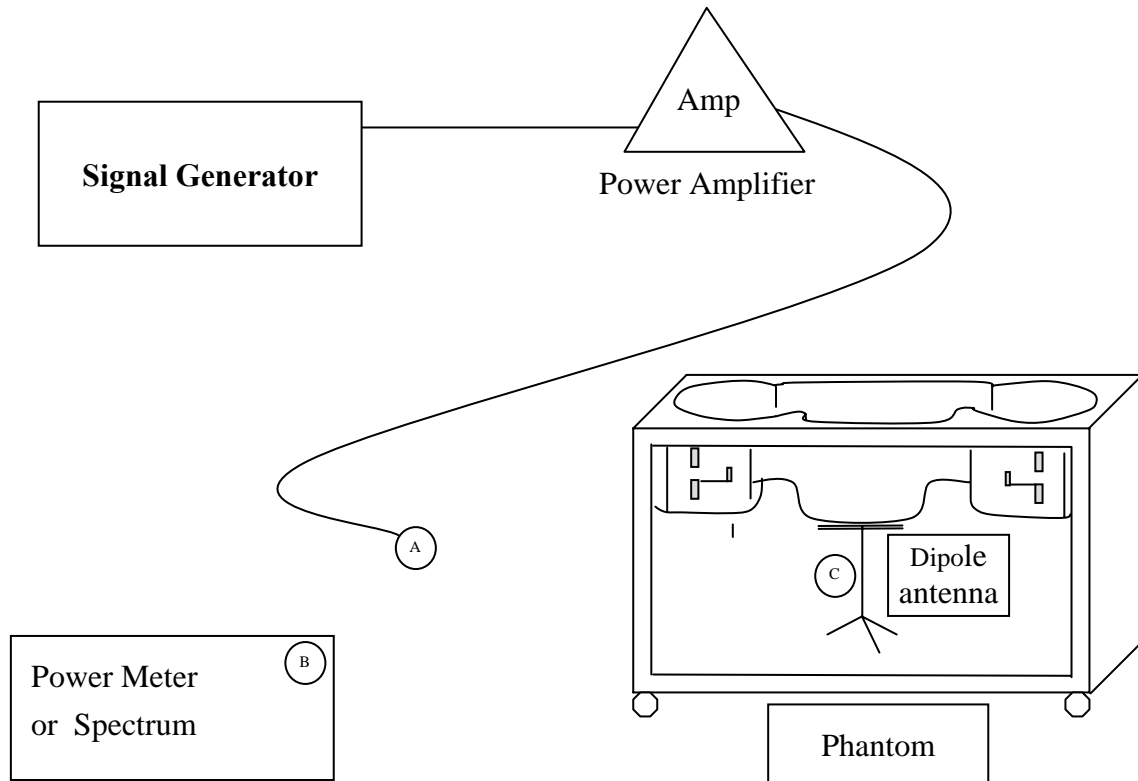 Amp
Signal Generator
Power Amplifier
A
Dipole
antenna
C
B
Power Meter
or Spectrum
Phantom